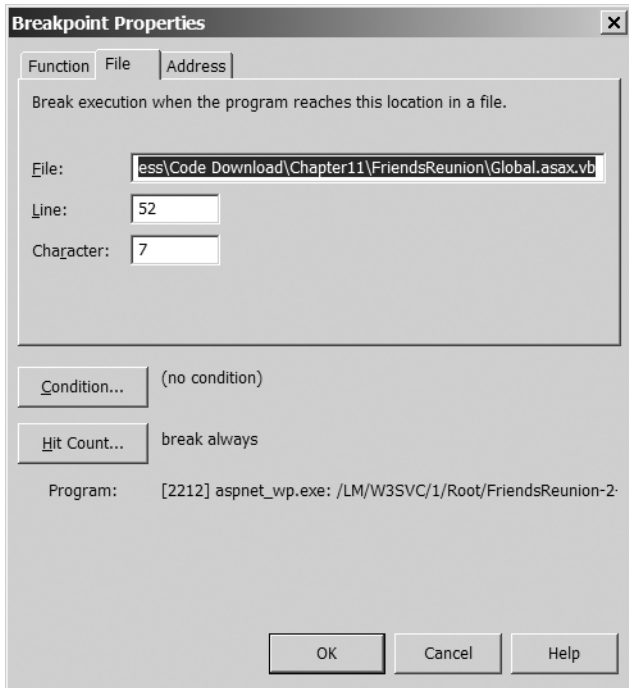 Breakpoint Properties
Function File Address
Break execution when the program reaches this location in a file.
File: ess\Code Download\Chapter11\FriendsReunion\Global.asax.vb
Line: 52
Character: 7
Condition... (no condition)
Hit Count... break always
Program: [2212] aspnet_wp.exe: /LM/W3SVC/1/Root/FriendsReunion-2-
OK Cancel Help